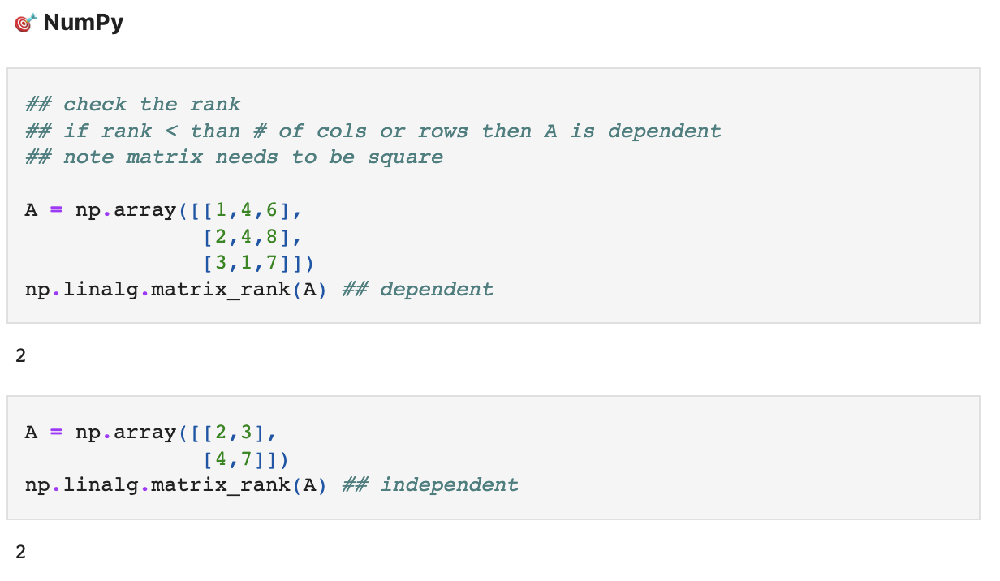 🎯 NumPy
## check the rank
## if rank < than # of cols or rows then A is dependent
## note matrix needs to be square
A = np.array([[1,4,6],
              [2,4,8],
              [3,1,7]])
np.linalg.matrix_rank(A) ## dependent
2
A = np.array([[2,3],
              [4,7]])
np.linalg.matrix_rank(A) ## independent
2